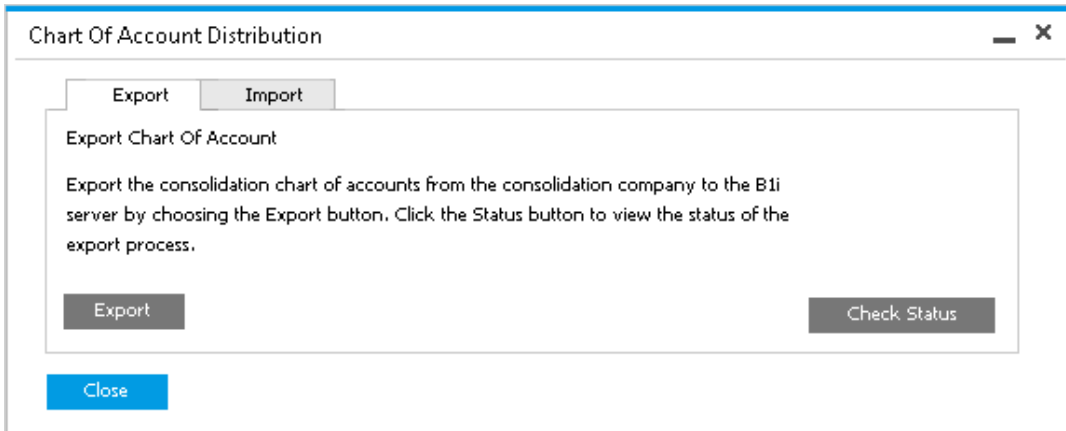 Chart Of Account Distribution
Export Import
Export Chart Of Account
Export the consolidation chart of accounts from the consolidation company to the B1i
server by choosing the Export button. Click the Status button to view the status of the
export process.
Export Check Status
Close